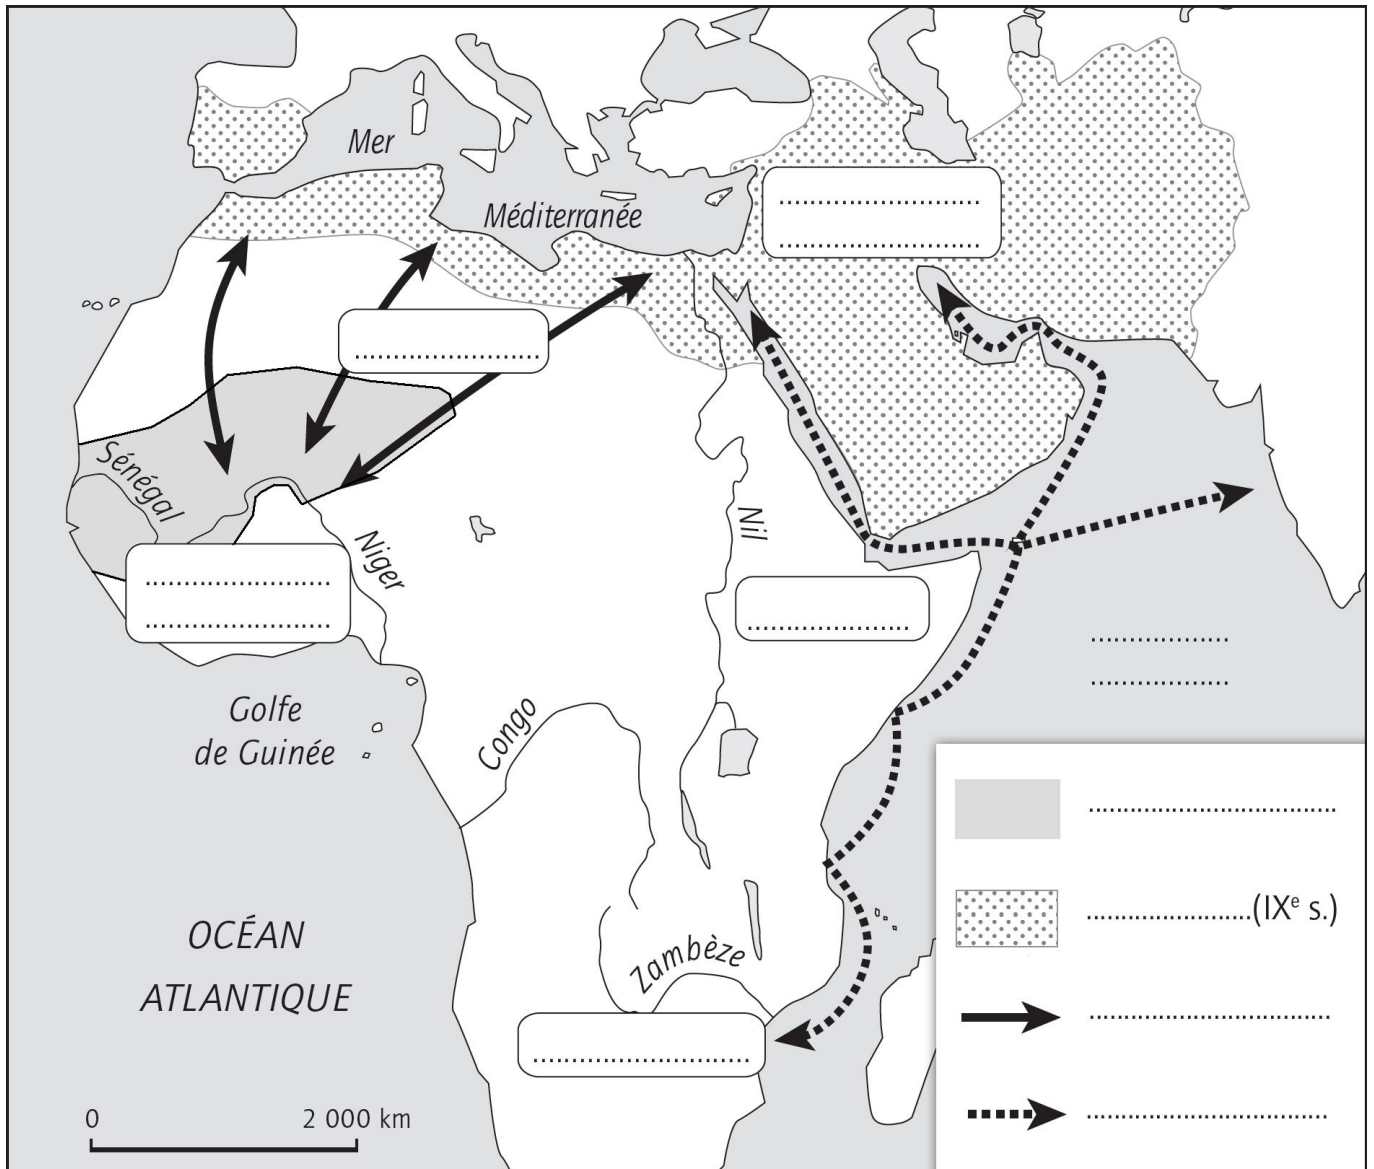 Mer
Méditerranée
Sénégal
Niger
Nil
Golfe
de Guinée
Congo
OCÉAN
ATLANTIQUE
Zambèze
(IXe s.)
0 2 000 km